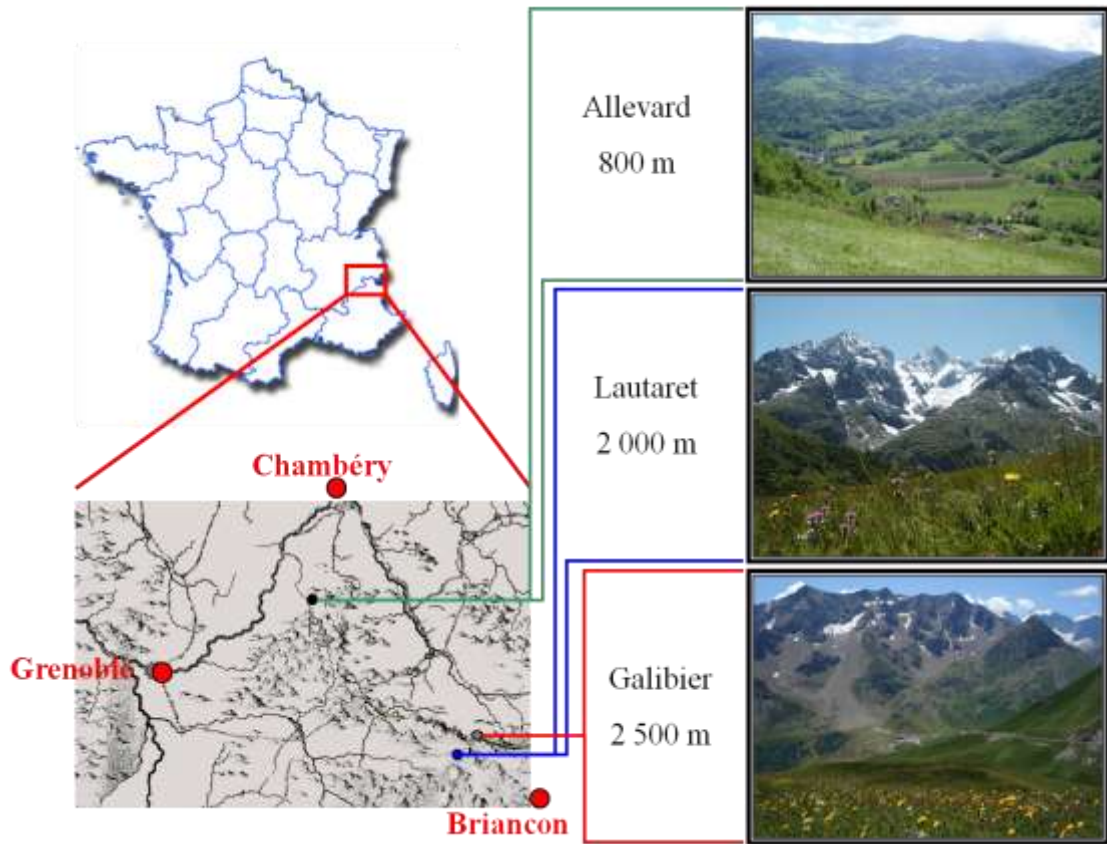 Allevard
800 m
Lautaret
2 000 m
Chambéry
Grenoble
Galibier
2 500 m
Briancon